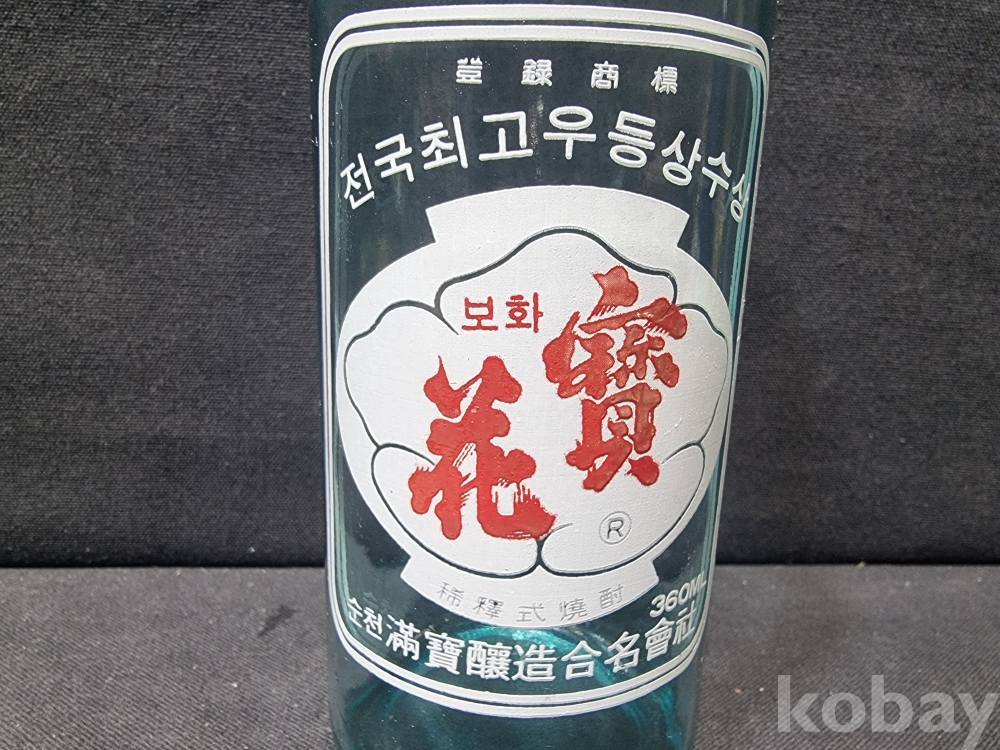 登錄商標
전국최고우등상수상
보화
寶花
®
稀釋式燒酎
360ML
순천滿寶釀造合名會社
kobay